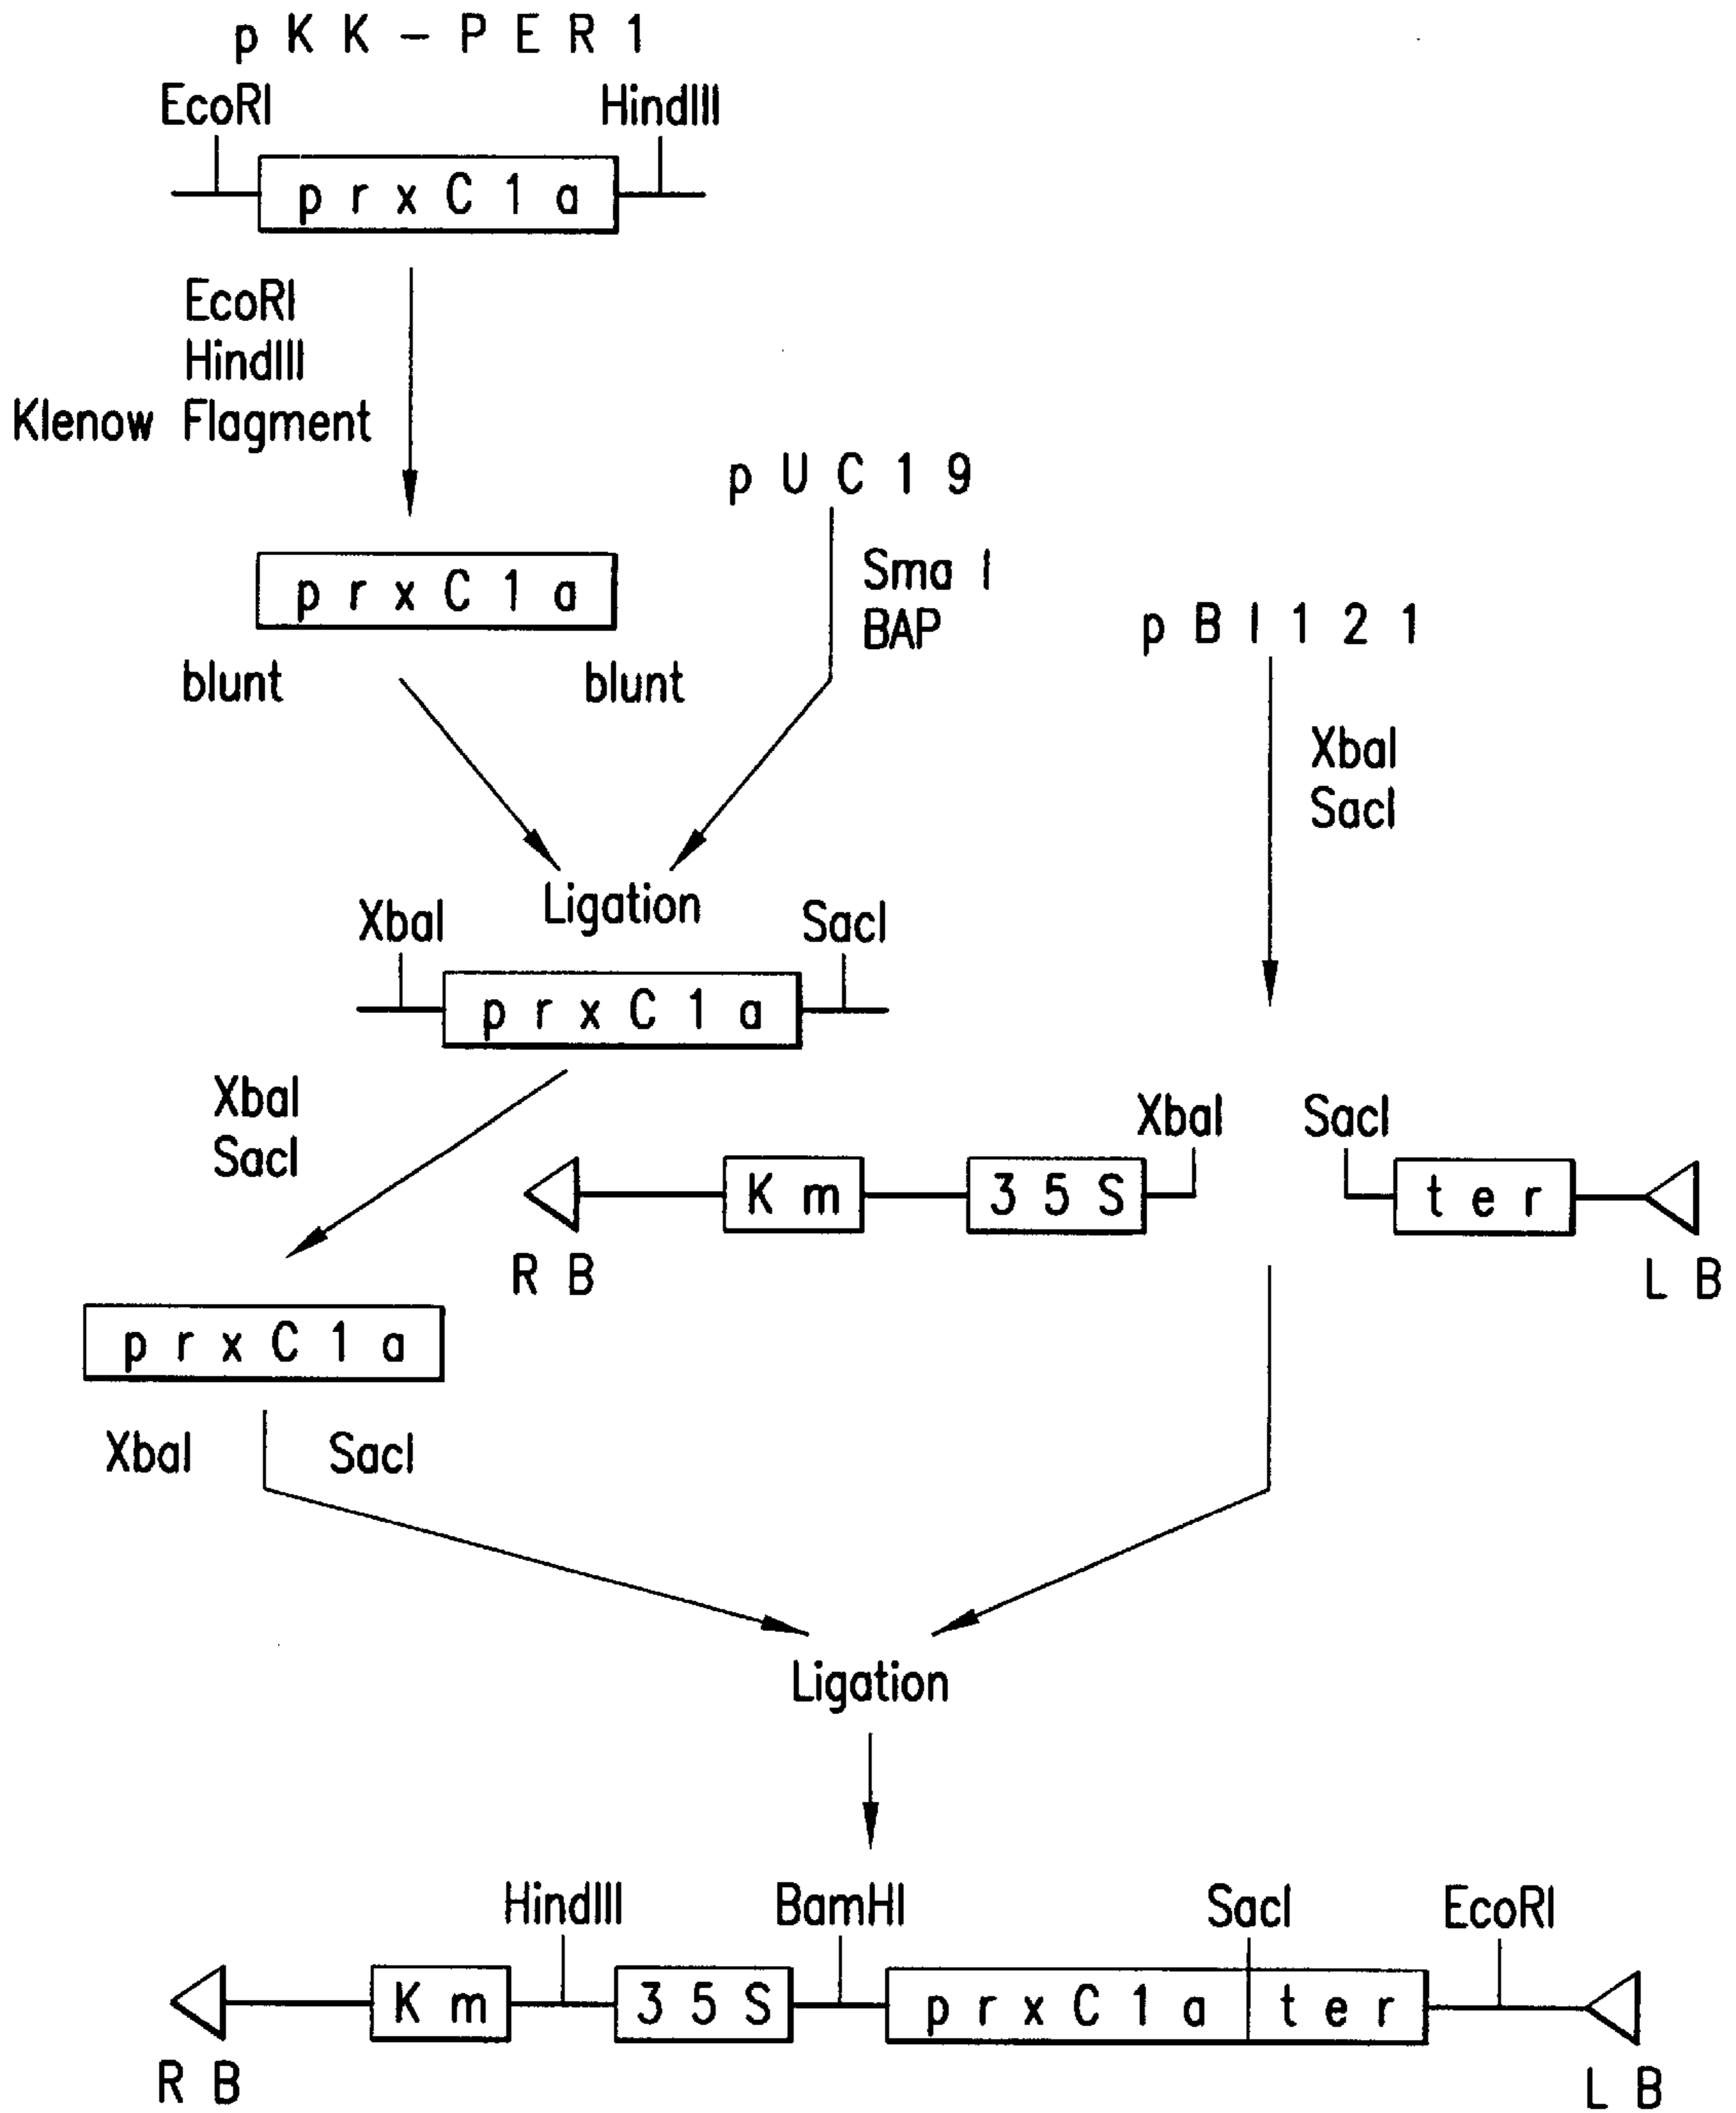 pKK-PER1
EcoRI HindIII
prxC1a
EcoRI
HindIII
Klenow Flagment
pUC19
Sma I
BAP
prxC1a
blunt blunt
pBI121
XbaI
SacI
Ligation
XbaI SacI
prxC1a
XbaI
SacI
XbaI SacI
Km 35S ter
RB LB
prxC1a
XbaI SacI
Ligation
HindIII BamHI SacI EcoRI
Km 35S prxC1a ter
RB LB